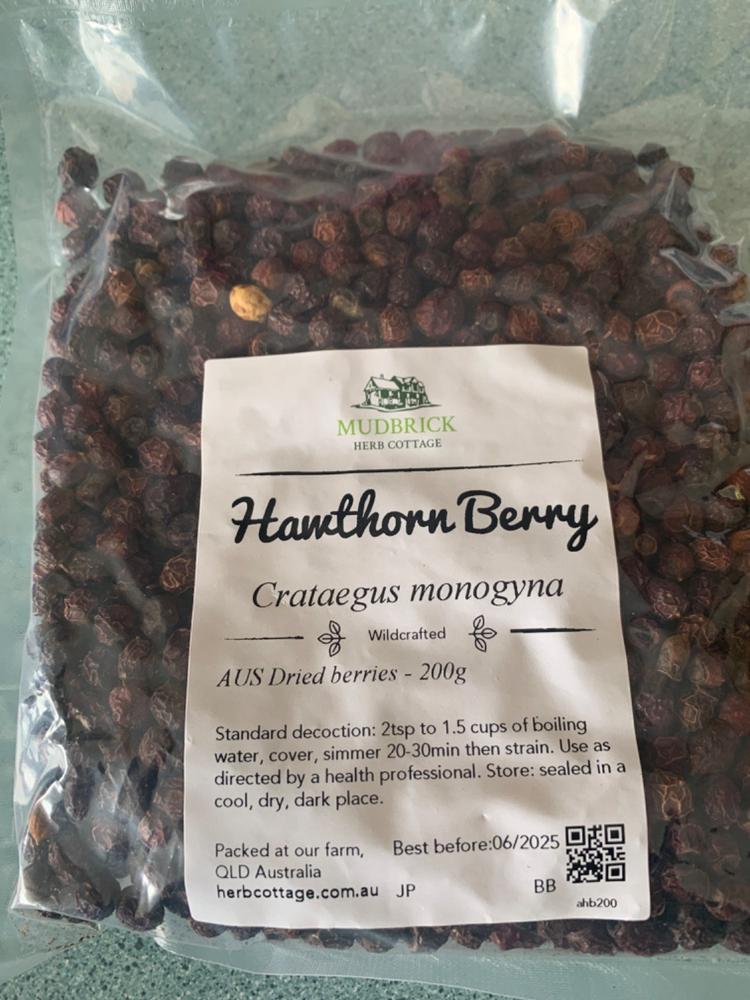 MUDBRICK
HERB COTTAGE
Hawthorn Berry
Crataegus monogyna
Wildcrafted
AUS Dried berries - 200g
Standard decoction: 2tsp to 1.5 cups of boiling
water, cover, simmer 20-30min then strain. Use as
directed by a health professional. Store: sealed in a
cool, dry, dark place.
Packed at our farm, Best before:06/2025
QLD Australia
herbcottage.com.au JP BB
ahb200